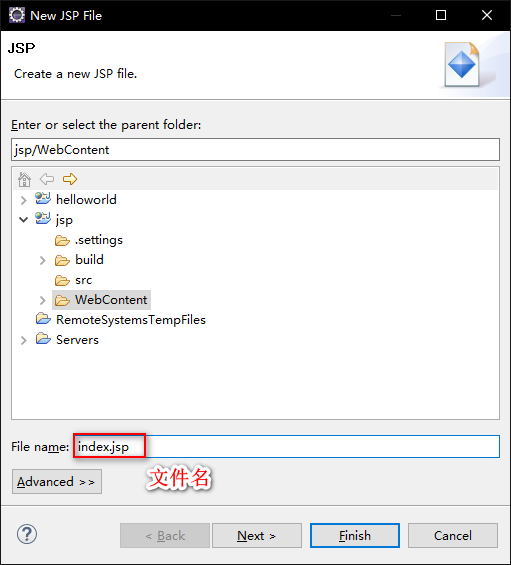 New JSP File
JSP
Create a new JSP file.
Enter or select the parent folder:
jsp/WebContent
helloworld
jsp
.settings
build
src
WebContent
RemoteSystemsTempFiles
Servers
File name: index.jsp
文件名
Advanced >>
?
< Back Next > Finish Cancel